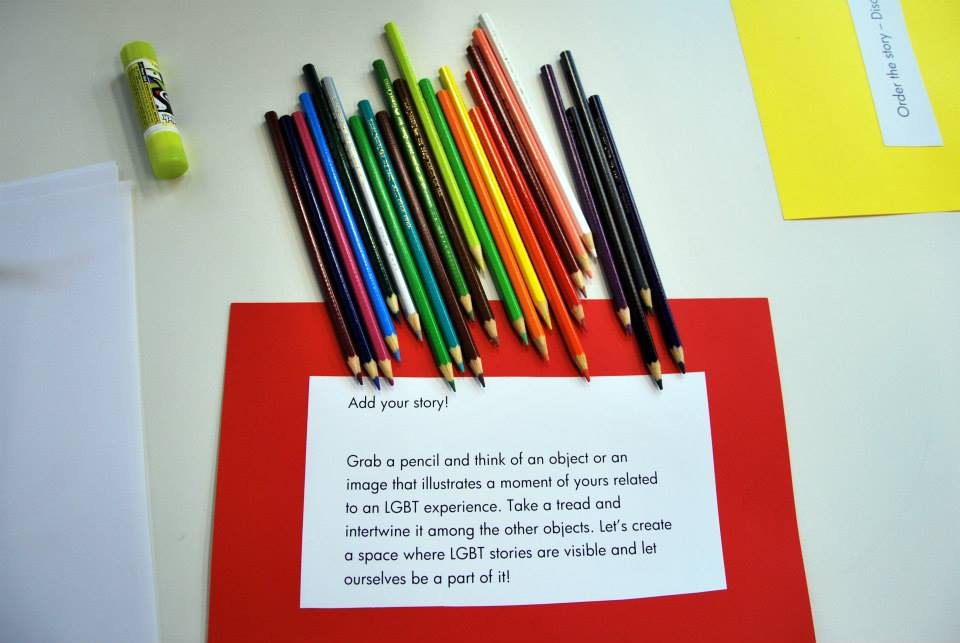 Order the story – Disc
Add your story!
Grab a pencil and think of an object or an
image that illustrates a moment of yours related
to an LGBT experience. Take a tread and
intertwine it among the other objects. Let's create
a space where LGBT stories are visible and let
ourselves be a part of it!